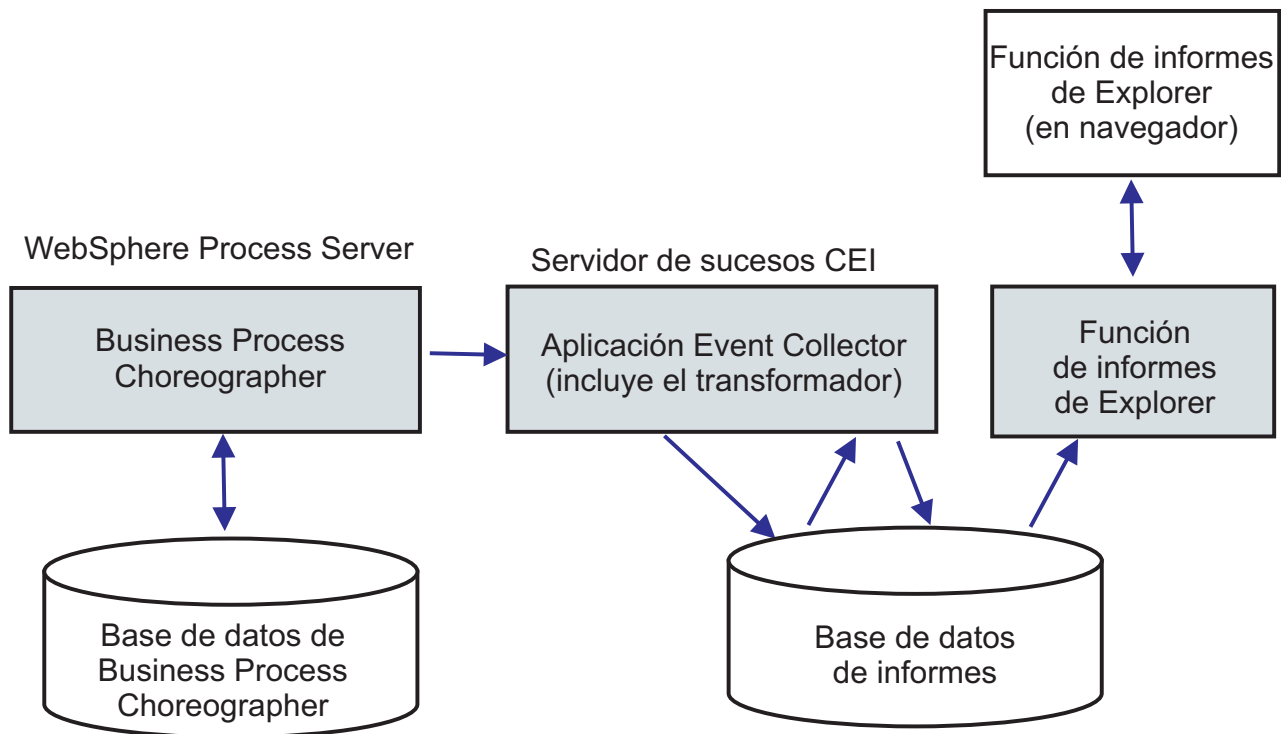 Función de informes
de Explorer
(en navegador)
WebSphere Process Server
Servidor de sucesos CEI
Business Process
Choreographer
Aplicación Event Collector
(incluye el transformador)
Función
de informes
de Explorer
Base de datos de
Business Process
Choreographer
Base de datos
de informes